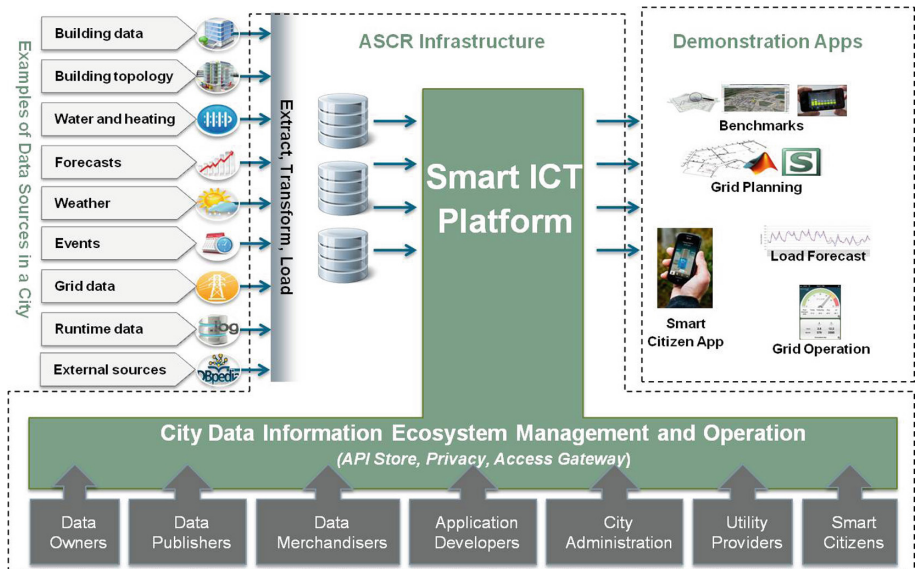 Examples of Data Sources in a City
Building data
Building topology
Water and heating
Forecasts
Weather
Events
Grid data
Runtime data
log
External sources
DBpedia
Extract, Transform, Load
ASCR Infrastructure
Smart ICT
Platform
Demonstration Apps
Benchmarks
S
Grid Planning
Load Forecast
Smart
Citizen App
Grid Operation
City Data Information Ecosystem Management and Operation
(API Store, Privacy, Access Gateway)
Data
Owners
Data
Publishers
Data
Merchandisers
Application
Developers
City
Administration
Utility
Providers
Smart
Citizens